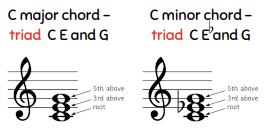 C major chord –
triad C E and G
5th above
3rd above
root
C minor chord –
triad C E♭and G
5th above
3rd above
root